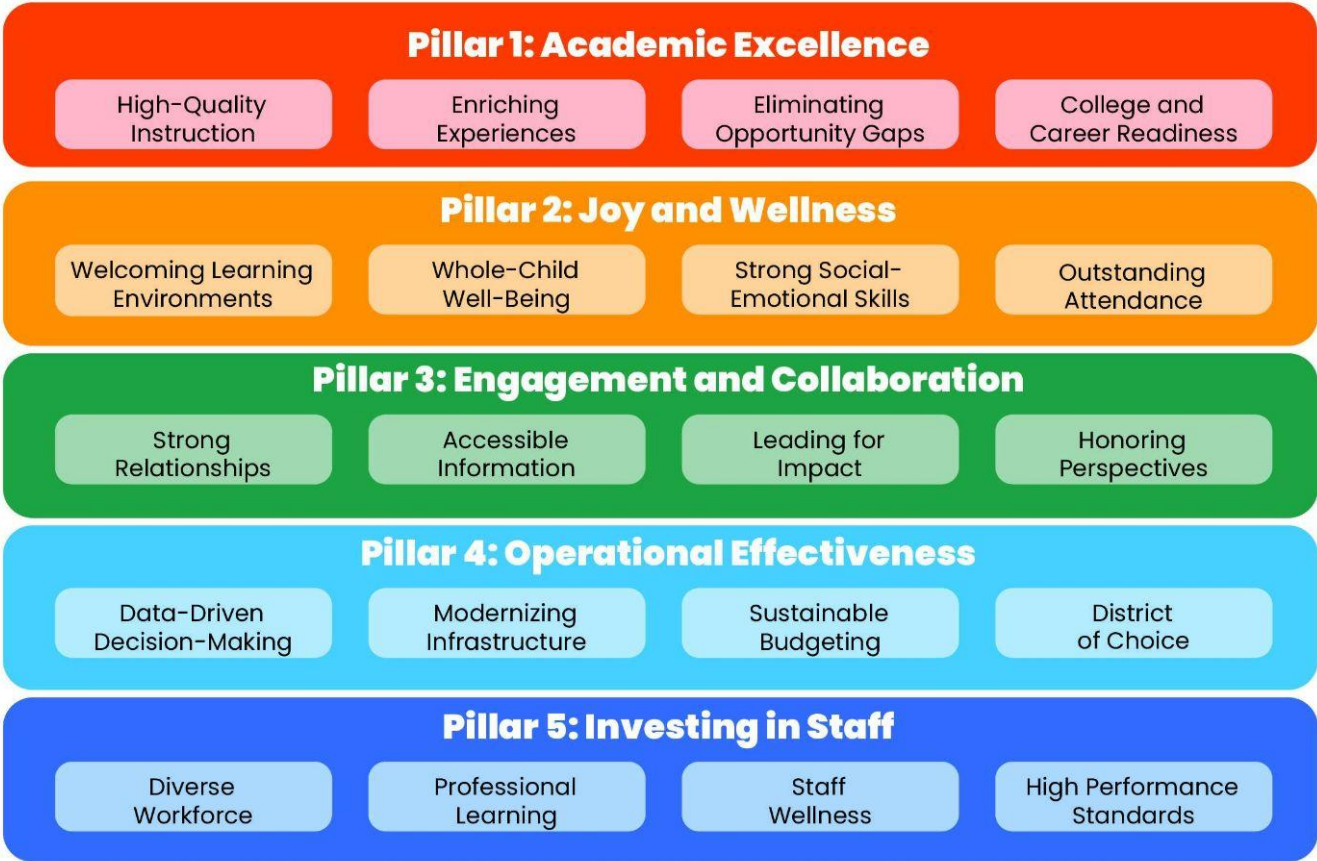 Pillar 1: Academic Excellence
High-Quality
Instruction
Enriching
Experiences
Eliminating
Opportunity Gaps
College and
Career Readiness
Pillar 2: Joy and Wellness
Welcoming Learning
Environments
Whole-Child
Well-Being
Strong Social-
Emotional Skills
Outstanding
Attendance
Pillar 3: Engagement and Collaboration
Strong
Relationships
Accessible
Information
Leading for
Impact
Honoring
Perspectives
Pillar 4: Operational Effectiveness
Data-Driven
Decision-Making
Modernizing
Infrastructure
Sustainable
Budgeting
District
of Choice
Pillar 5: Investing in Staff
Diverse
Workforce
Professional
Learning
Staff
Wellness
High Performance
Standards